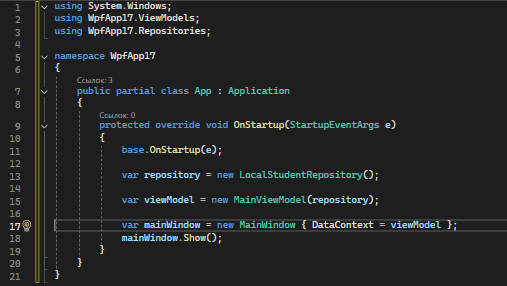 1 using System.Windows;
2 using WpfApp17.ViewModels;
3 using WpfApp17.Repositories;
4
5 namespace WpfApp17
6 {
Ссылок: 3
7 public partial class App : Application
8 {
Ссылок: 0
9 protected override void OnStartup(StartupEventArgs e)
10 {
11 base.OnStartup(e);
12
13 var repository = new LocalStudentRepository();
14
15 var viewModel = new MainViewModel(repository);
16
17 var mainWindow = new MainWindow { DataContext = viewModel };
18 mainWindow.Show();
19 }
20 }
21 }